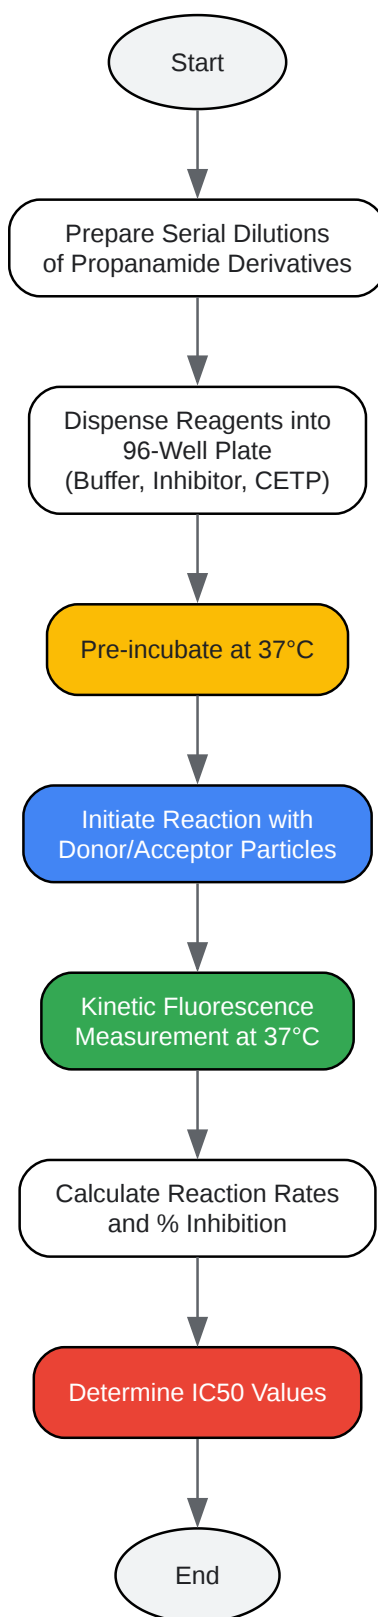 Start
Prepare Serial Dilutions
of Propanamide Derivatives
Dispense Reagents into
96-Well Plate
(Buffer, Inhibitor, CETP)
Pre-incubate at 37°C
Initiate Reaction with
Donor/Acceptor Particles
Kinetic Fluorescence
Measurement at 37°C
Calculate Reaction Rates
and % Inhibition
Determine IC50 Values
End